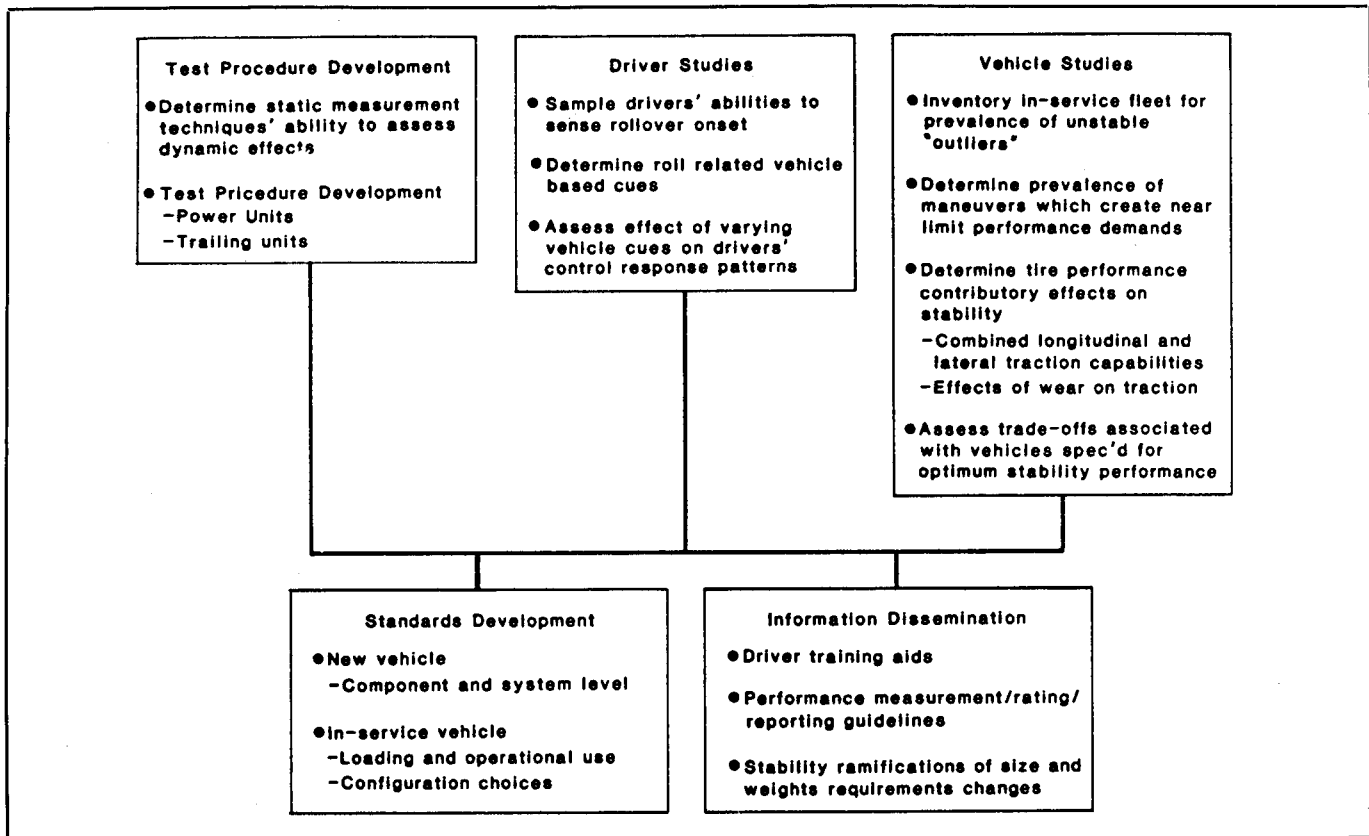 Test Procedure Development
●Determine static measurement
techniques' ability to assess
dynamic effects
●Test Pricedure Development
-Power Units
-Trailing units
Driver Studies
●Sample drivers' abilities to
sense rollover onset
●Determine roll related vehicle
based cues
●Assess effect of varying
vehicle cues on drivers'
control response patterns
Vehicle Studies
●Inventory in-service fleet for
prevalence of unstable
"outliers"
●Determine prevalence of
maneuvers which create near
limit performance demands
●Determine tire performance
contributory effects on
stability
-Combined longitudinal and
lateral traction capabilities
-Effects of wear on traction
●Assess trade-offs associated
with vehicles spec'd for
optimum stability performance
Standards Development
●New vehicle
-Component and system level
●In-service vehicle
-Loading and operational use
-Configuration choices
Information Dissemination
●Driver training aids
●Performance measurement/rating/
reporting guidelines
●Stability ramifications of size and
weights requirements changes